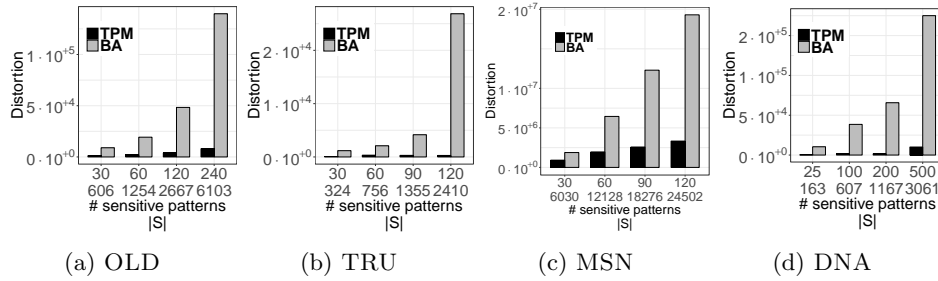 Distortion
1 · 10⁺⁵
5 · 10⁺⁴
0 · 10⁺⁰
TPM
BA
30 60 120 240
606 1254 2667 6103
# sensitive patterns
|S|
(a) OLD
Distortion
2 · 10⁺⁴
1 · 10⁺⁴
0 · 10⁺⁰
TPM
BA
30 60 90 120
324 756 1355 2410
# sensitive patterns
|S|
(b) TRU
Distortion
2 · 10⁺⁷
1 · 10⁺⁷
5 · 10⁺⁶
0 · 10⁺⁰
TPM
BA
30 60 90 120
6030 12128 18276 24502
# sensitive patterns
|S|
(c) MSN
Distortion
2 · 10⁺⁵
1 · 10⁺⁵
5 · 10⁺⁴
0 · 10⁺⁰
TPM
BA
25 100 200 500
163 607 1167 3061
# sensitive patterns
|S|
(d) DNA